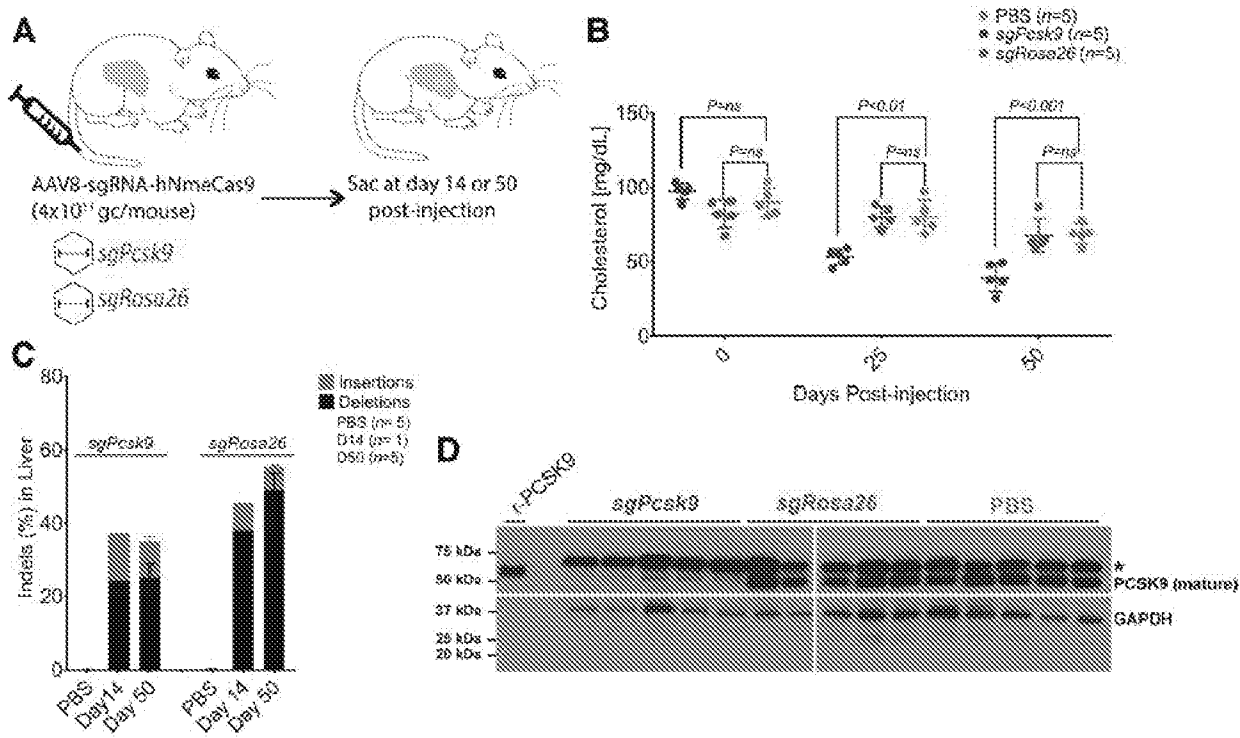 A
AAV8-sgRNA-hNmeCas9
(4x10¹¹ gc/mouse)
sgPcsk9
sgRosa26
Sac at day 14 or 50
post-injection
B
PBS (n=5)
sgPcsk9 (n=5)
sgRosa26 (n=5)
P=ns
P=ns
P<0.01
P=ns
P<0.001
P=ns
Cholesterol [mg/dL]
150
100
50
0
0
25
50
Days Post-injection
C
Indels (%) in Liver
80
60
40
20
0
sgPcsk9
sgRosa26
Insertions
Deletions
PBS (n= 5)
D14 (n= 1)
D50 (n=5)
PBS
Day14
Day 50
PBS
Day 14
Day 50
D
r-PCSK9
sgPcsk9
sgRosa26
PBS
75 kDa
50 kDa
37 kDa
25 kDa
20 kDa
*
PCSK9 (mature)
GAPDH